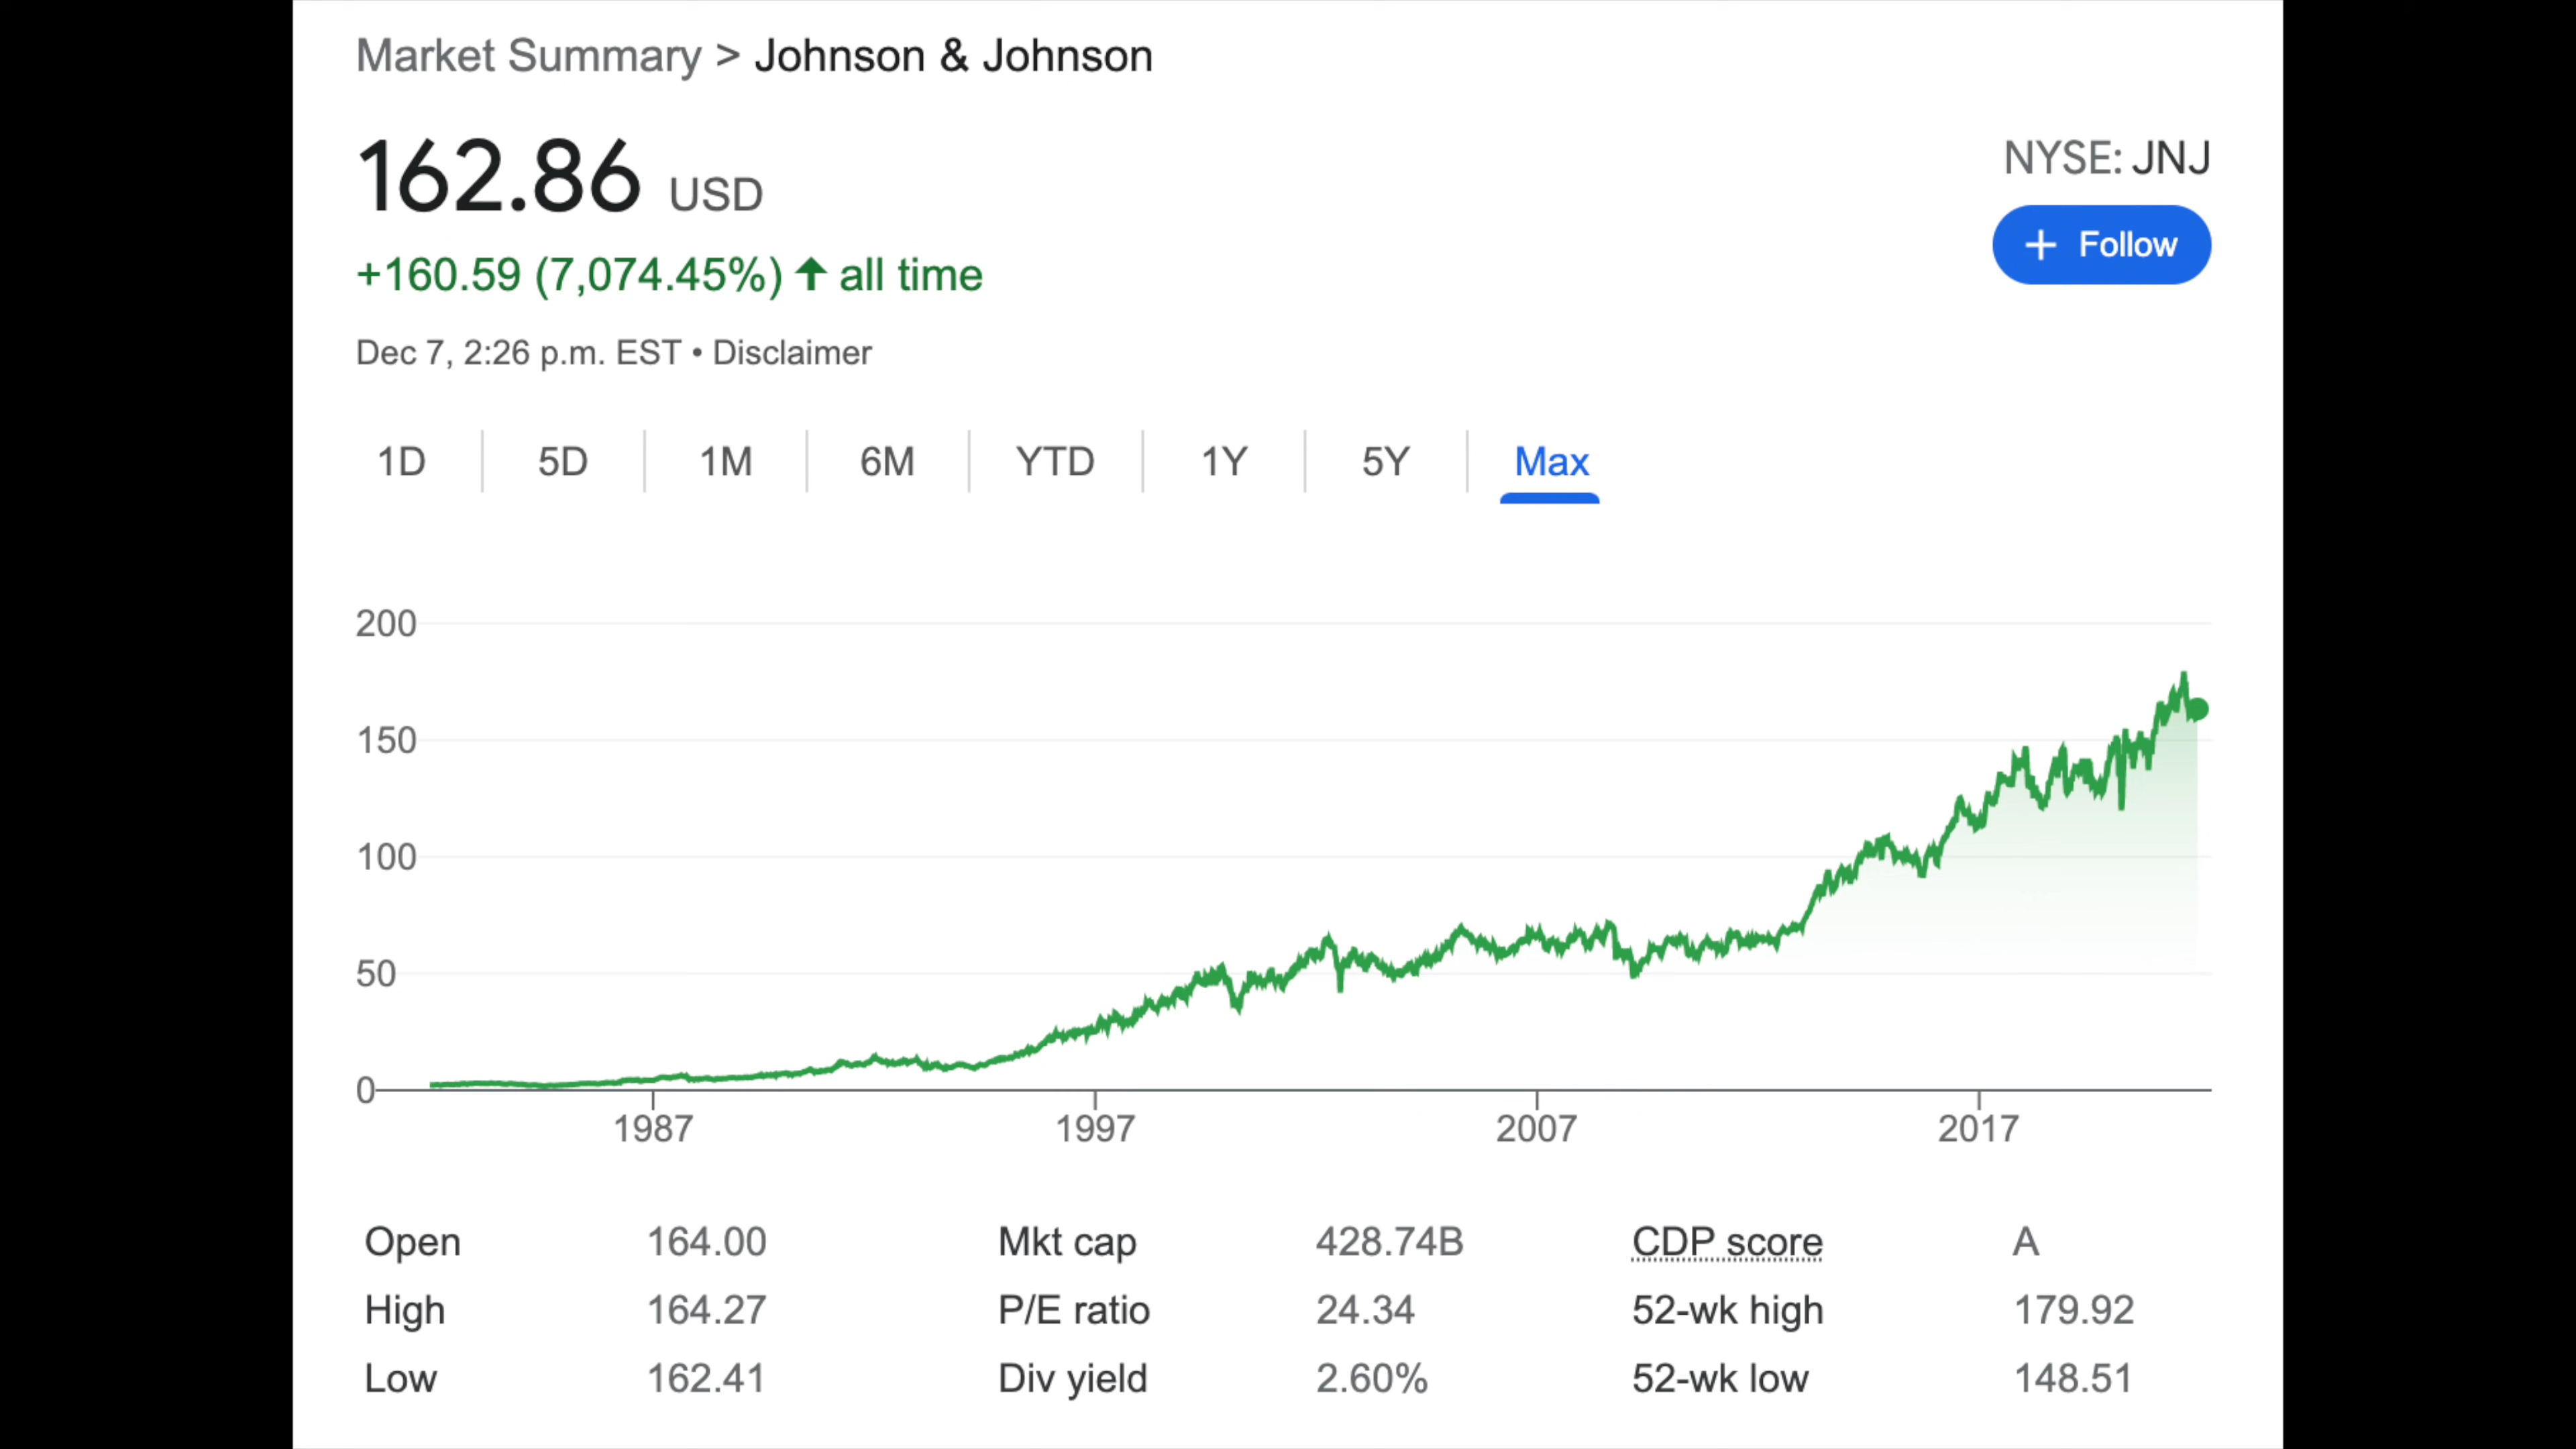 Market Summary > Johnson & Johnson
162.86 USD
NYSE: JNJ
+ Follow
+160.59 (7,074.45%) ↑ all time
Dec 7, 2:26 p.m. EST • Disclaimer
1D 5D 1M 6M YTD 1Y 5Y Max
200
150
100
50
0
1987 1997 2007 2017
Open 164.00 Mkt cap 428.74B CDP score A
High 164.27 P/E ratio 24.34 52-wk high 179.92
Low 162.41 Div yield 2.60% 52-wk low 148.51